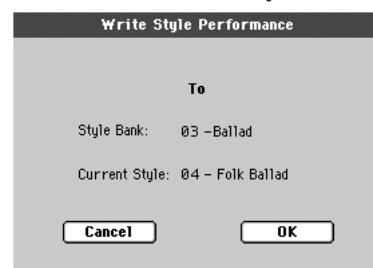 Write Style Performance
To
Style Bank: 03 -Ballad
Current Style: 04 - Folk Ballad
Cancel OK